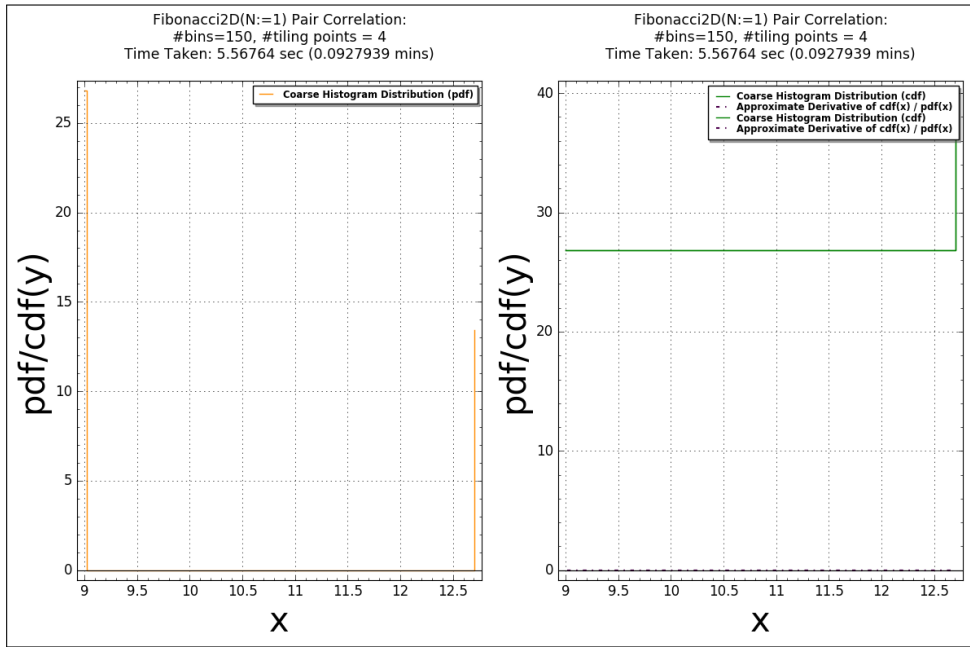 Fibonacci2D(N:=1) Pair Correlation:
#bins=150, #tiling points = 4
Time Taken: 5.56764 sec (0.0927939 mins)
Coarse Histogram Distribution (pdf)
25
20
15
10
5
0
pdf/cdf(y)
9 9.5 10 10.5 11 11.5 12 12.5
x
Fibonacci2D(N:=1) Pair Correlation:
#bins=150, #tiling points = 4
Time Taken: 5.56764 sec (0.0927939 mins)
Coarse Histogram Distribution (cdf)
Approximate Derivative of cdf(x) / pdf(x)
Coarse Histogram Distribution (cdf)
Approximate Derivative of cdf(x) / pdf(x)
40
30
20
10
0
pdf/cdf(y)
9 9.5 10 10.5 11 11.5 12 12.5
x